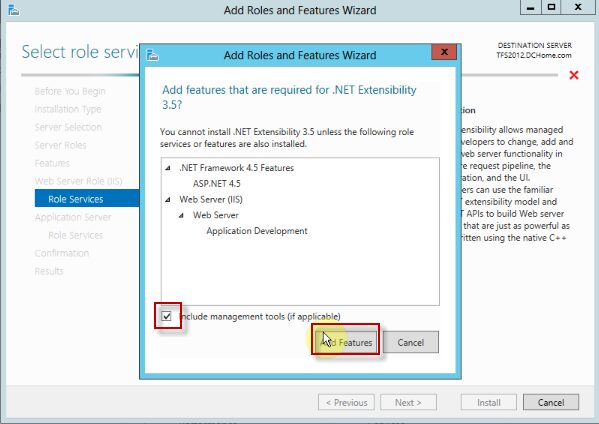 Add Roles and Features Wizard
Select role servi
DESTINATION SERVER
TFS2012.DCHome.com
Before You Begin
Installation Type
Server Selection
Server Roles
Features
Web Server Role (IIS)
Role Services
Application Server
Role Services
Confirmation
Results
Add Roles and Features Wizard
X
Add features that are required for .NET Extensibility
3.5?
You cannot install .NET Extensibility 3.5 unless the following role
services or features are also installed.
.NET Framework 4.5 Features
ASP.NET 4.5
Web Server (IIS)
Web Server
Application Development
Include management tools (if applicable)
Add Features
Cancel
tion
ensibility allows managed
velopers to change, add and
web server functionality in
re request pipeline, the
ration, and the UI.
ers can use the familiar
T extensibility model and
T APIs to build Web server
that are just as powerful as
written using the native C++
< Previous
Next >
Install
Cancel